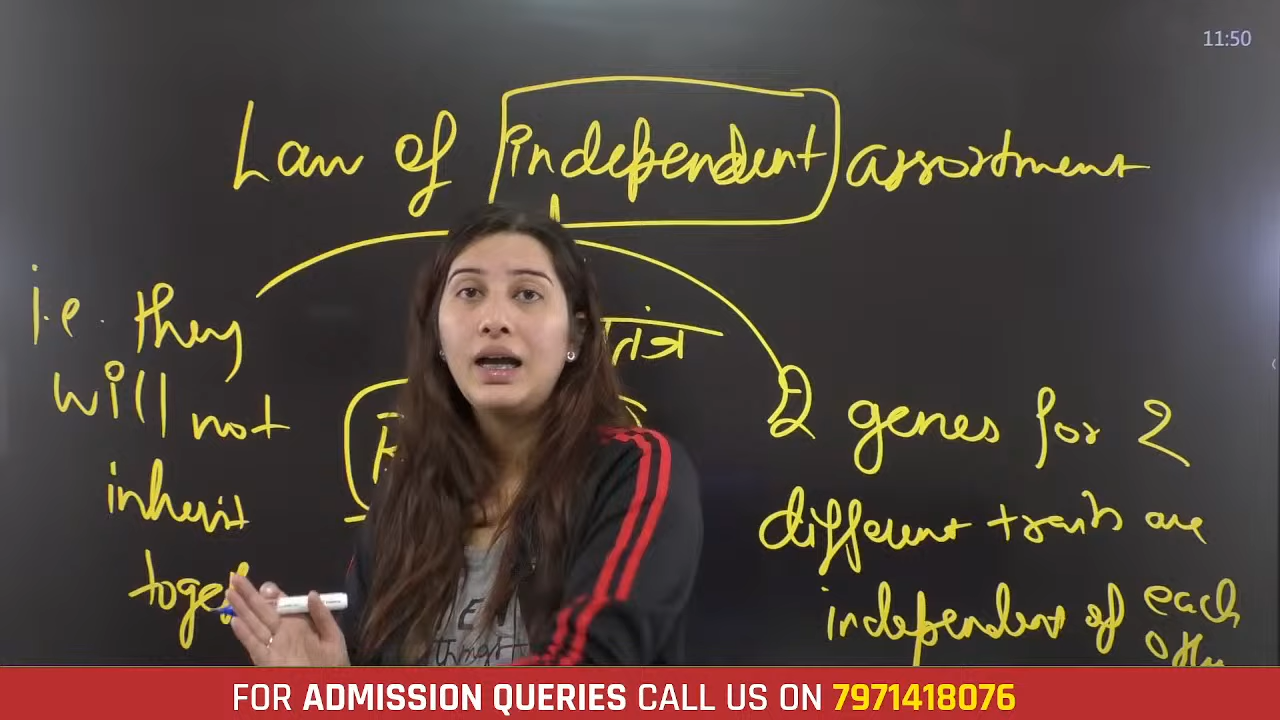 11:50
Law of independent assortment
i.e. they
will not
inherit
2 genes for 2
different traits are
independent of each
FOR ADMISSION QUERIES CALL US ON 7971418076